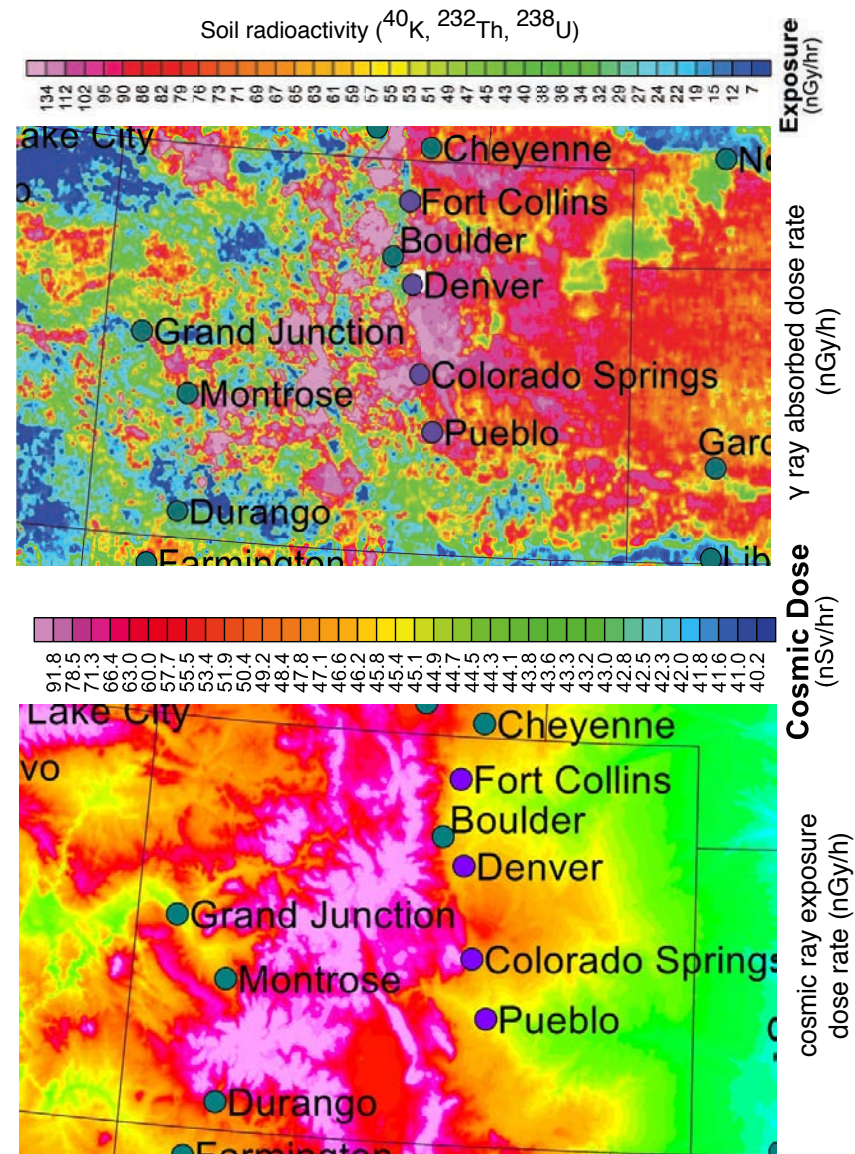 Soil radioactivity (⁴⁰K, ²³²Th, ²³⁸U)
134 112 102 95 90 86 82 79 76 73 71 69 67 65 63 61 59 57 55 53 51 49 47 45 43 40 38 36 34 32 29 27 24 22 19 15 12 7
Exposure
(nGy/hr)
ake City
Cheyenne
Fort Collins
Boulder
Denver
Grand Junction
Montrose
Colorado Springs
Pueblo
Garc
Durango
Farmington
Lib
γ ray absorbed dose rate
(nGy/h)
91.8 78.5 71.3 66.4 63.0 60.0 57.7 55.5 53.4 51.9 50.4 49.2 48.4 47.8 47.1 46.6 46.2 45.8 45.4 45.1 44.9 44.7 44.5 44.3 44.1 43.8 43.6 43.3 43.2 43.0 42.8 42.5 42.3 42.0 41.8 41.6 41.0 40.2
Cosmic Dose
(nSv/hr)
Lake City
Cheyenne
vo
Fort Collins
Boulder
Denver
Grand Junction
Colorado Springs
Montrose
Pueblo
Durango
Farmington
cosmic ray exposure
dose rate (nGy/h)